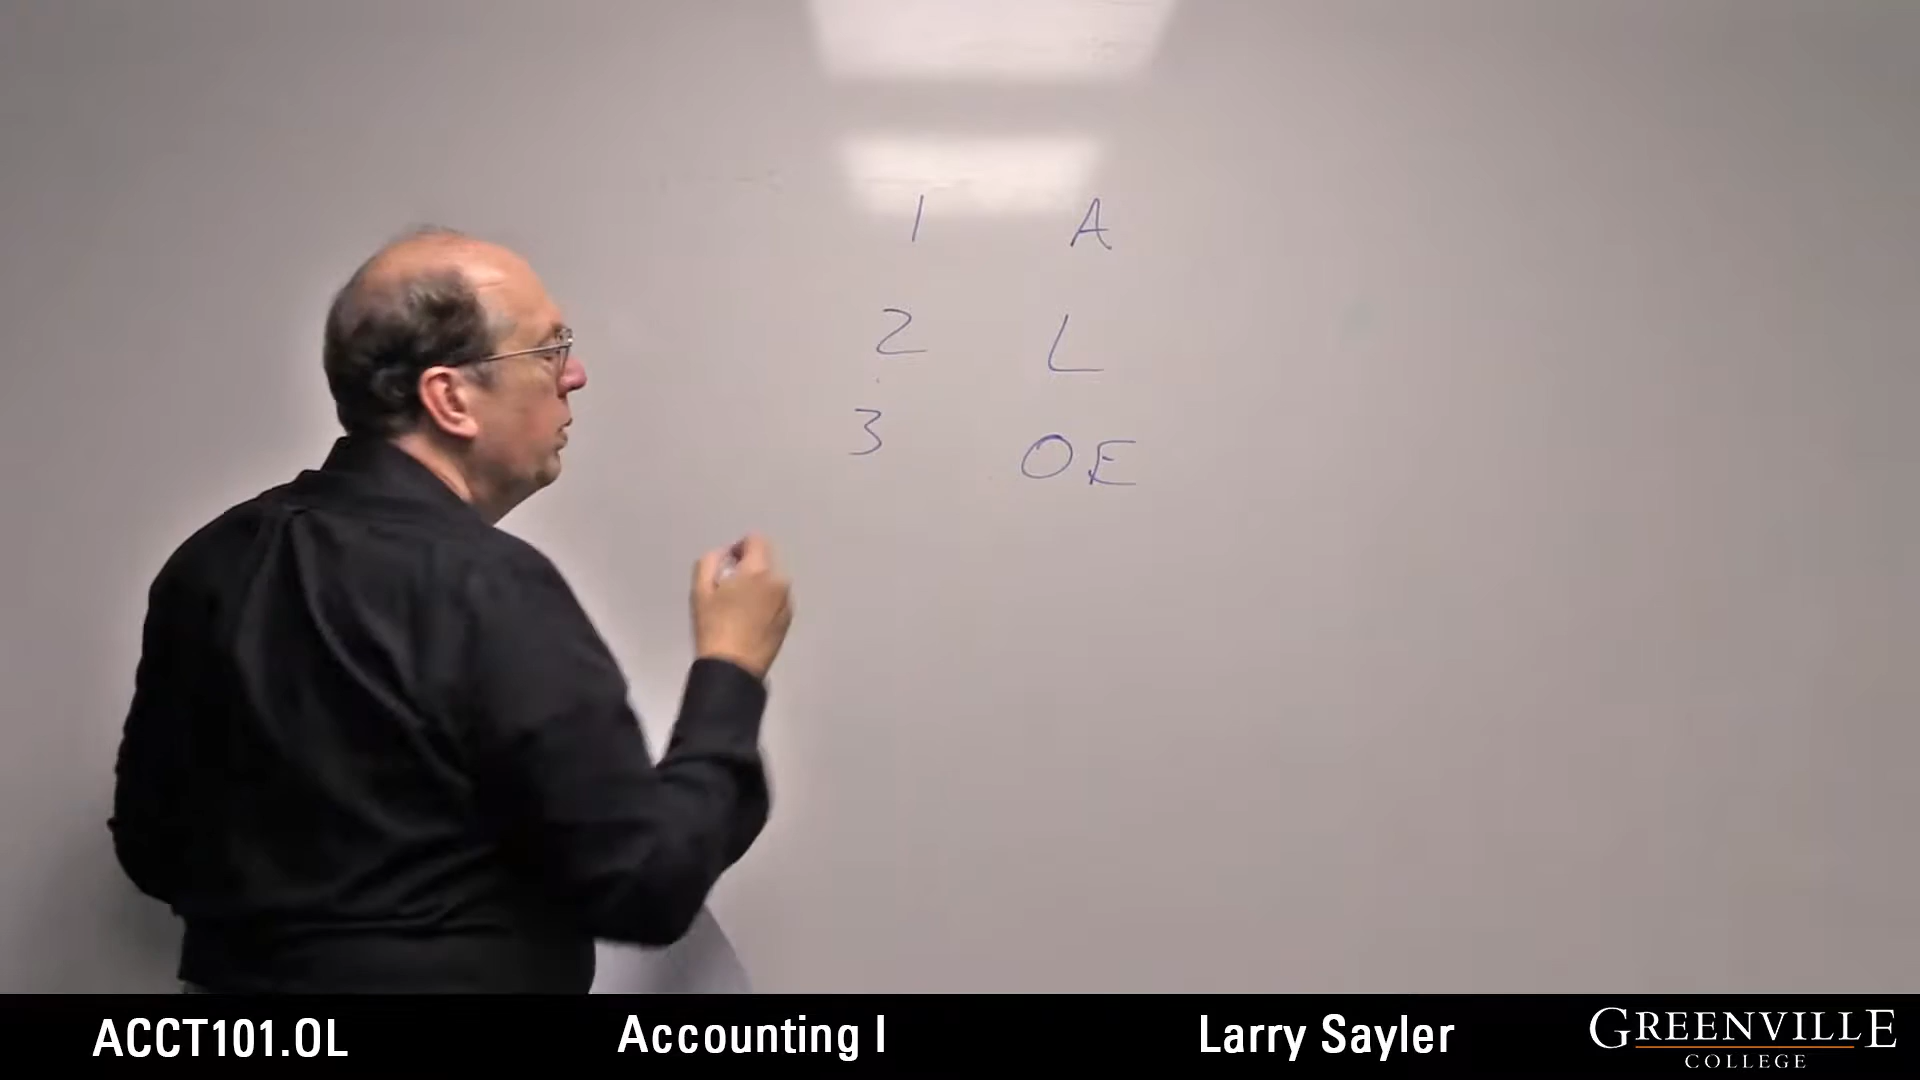 1 A
2 L
3 OE
ACCT101.OL Accounting I Larry Sayler GREENVILLE
COLLEGE